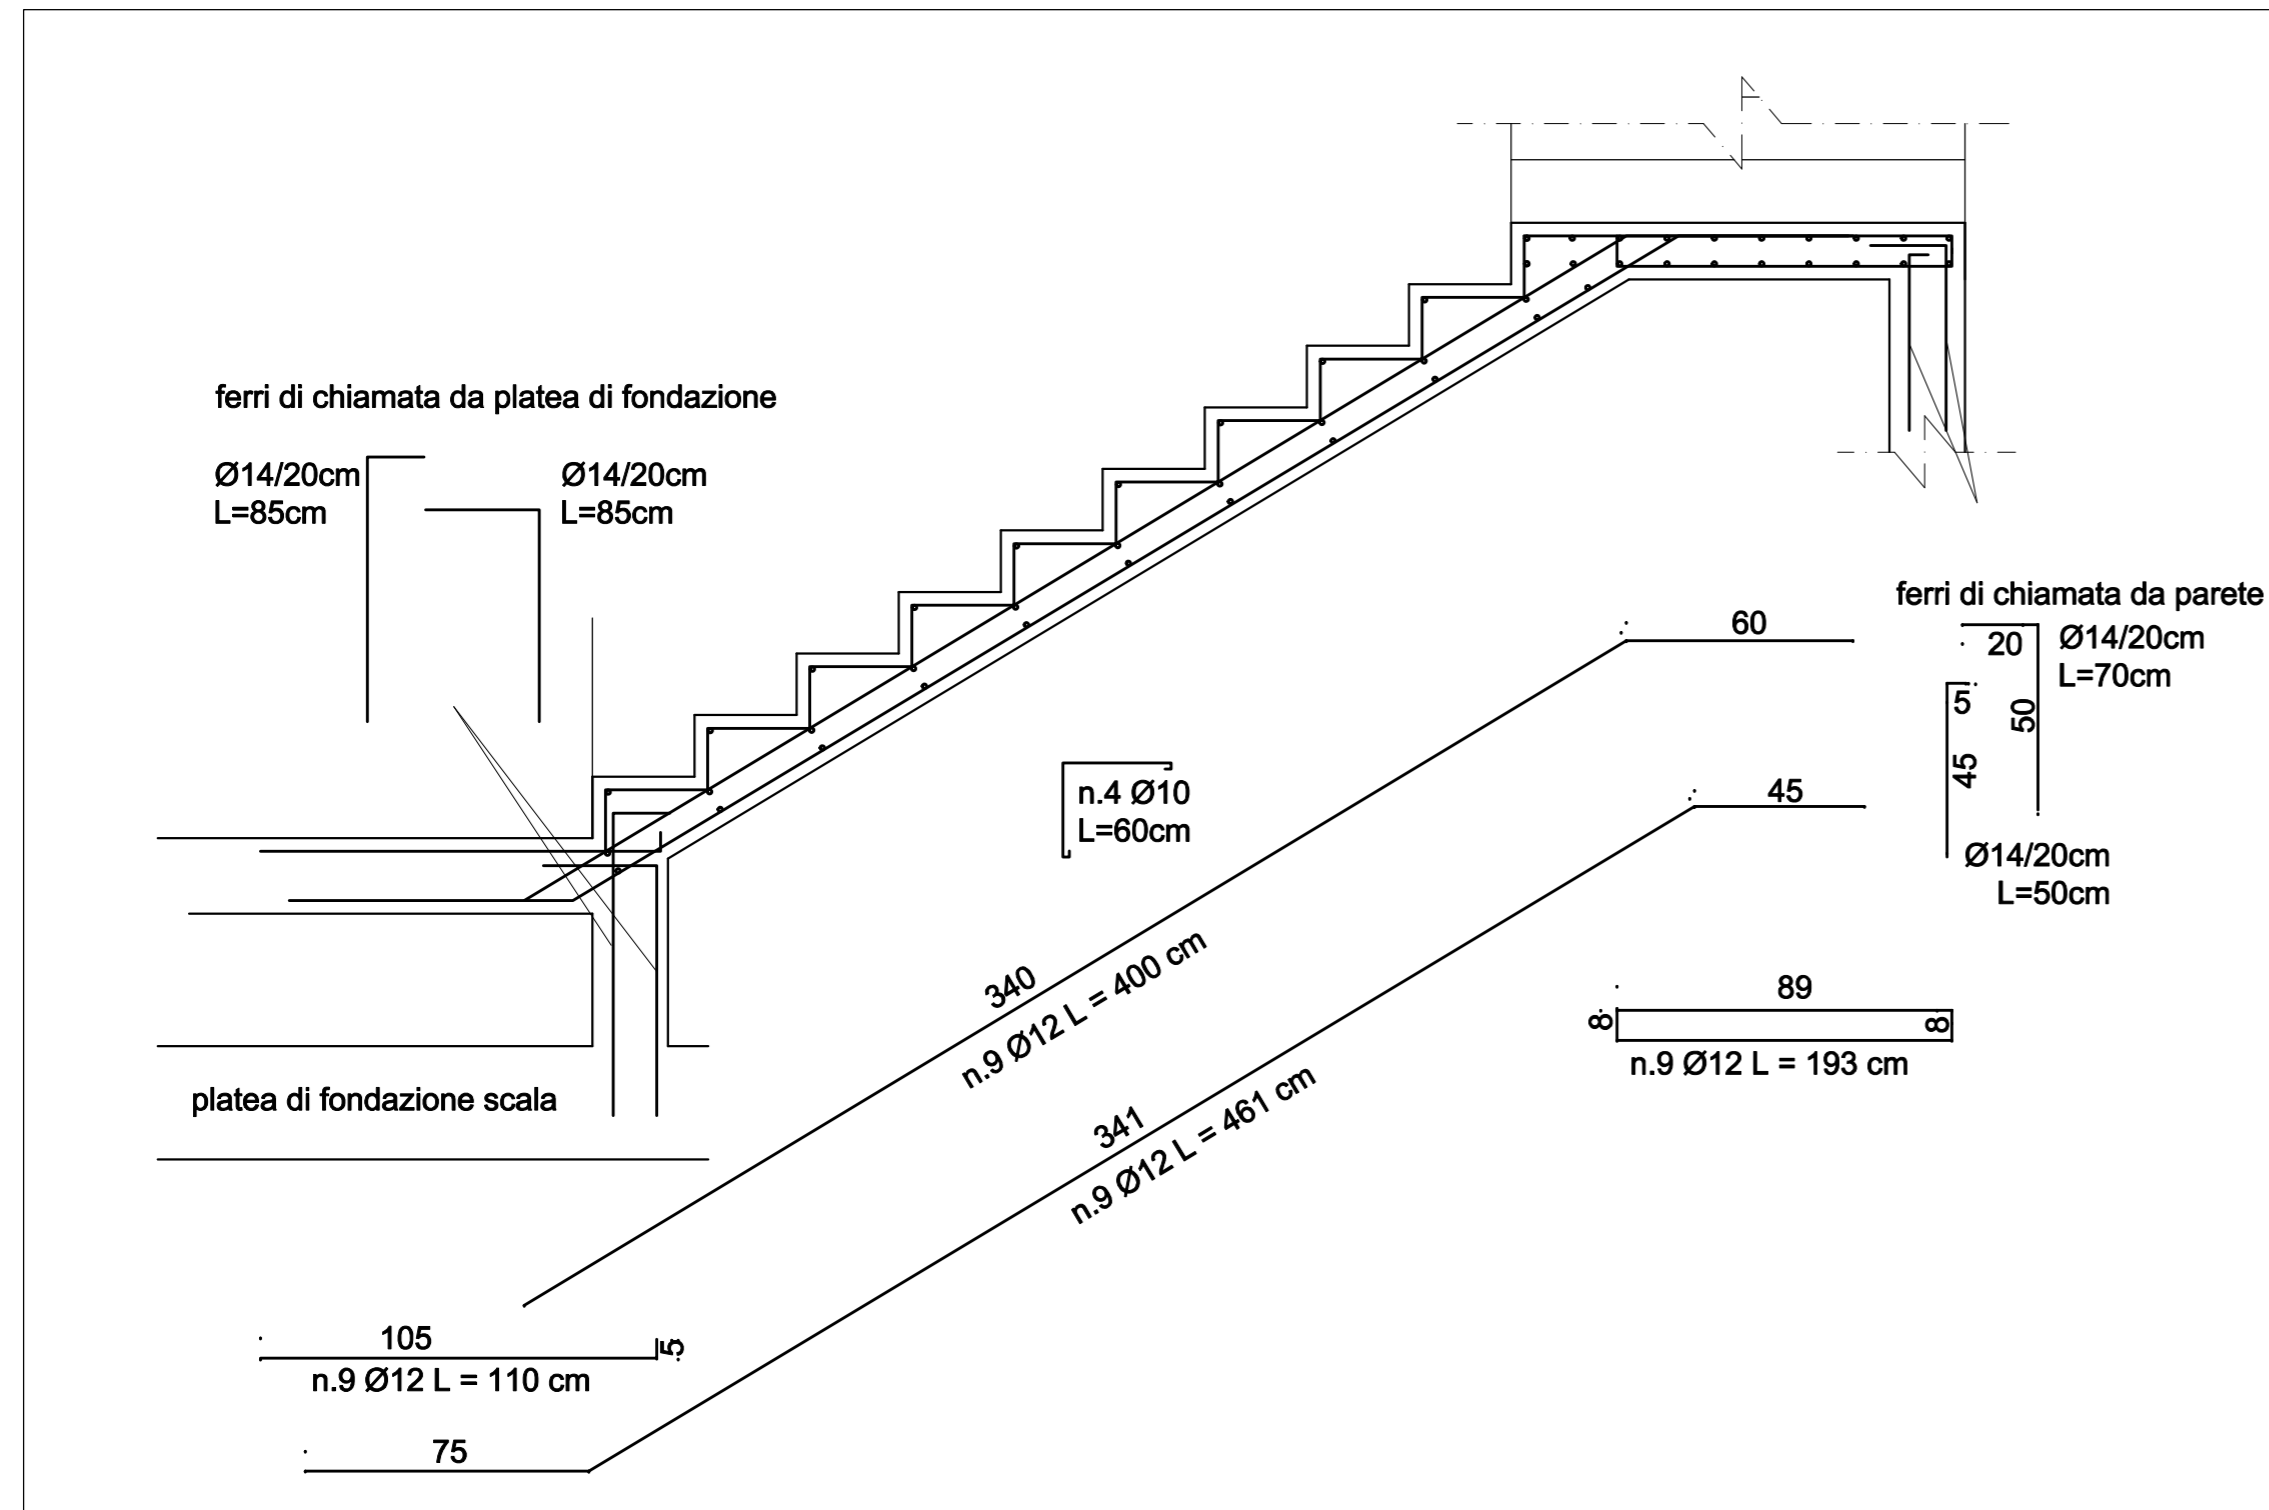 ferri di chiamata da platea di fondazione
Ø14/20cm
L=85cm
Ø14/20cm
L=85cm
ferri di chiamata da parete
20
Ø14/20cm
L=70cm
5
50
45
Ø14/20cm
L=50cm
60
n.4 Ø10
L=60cm
45
340
n.9 Ø12 L = 400 cm
341
n.9 Ø12 L = 461 cm
89
8
8
n.9 Ø12 L = 193 cm
platea di fondazione scala
105
5
n.9 Ø12 L = 110 cm
75